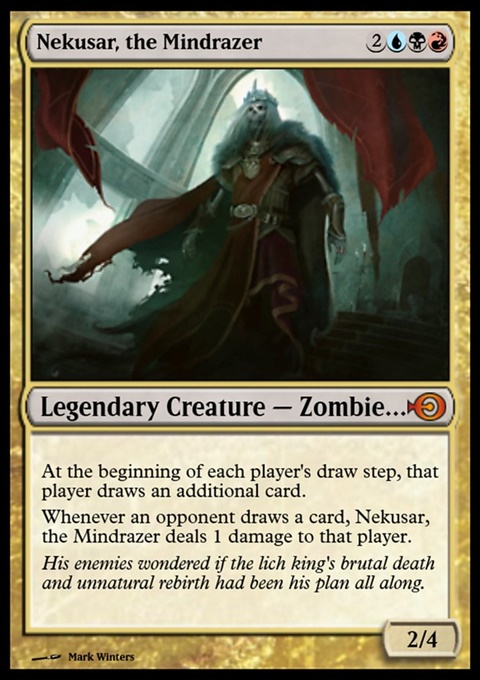 Nekusar, the Mindrazer 2
Legendary Creature — Zombie...
At the beginning of each player's draw step, that
player draws an additional card.
Whenever an opponent draws a card, Nekusar,
the Mindrazer deals 1 damage to that player.
His enemies wondered if the lich king's brutal death
and unnatural rebirth had been his plan all along.
2/4
Mark Winters